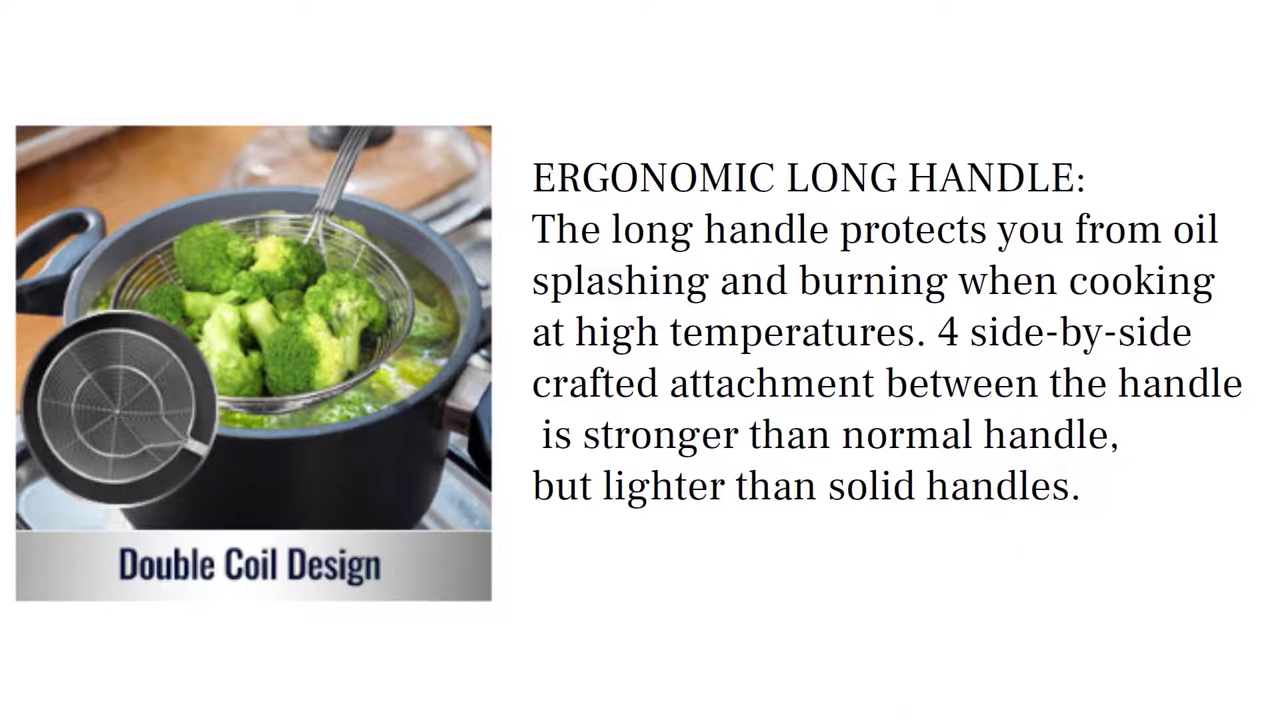 ERGONOMIC LONG HANDLE:
The long handle protects you from oil
splashing and burning when cooking
at high temperatures. 4 side-by-side
crafted attachment between the handle
is stronger than normal handle,
but lighter than solid handles.
Double Coil Design